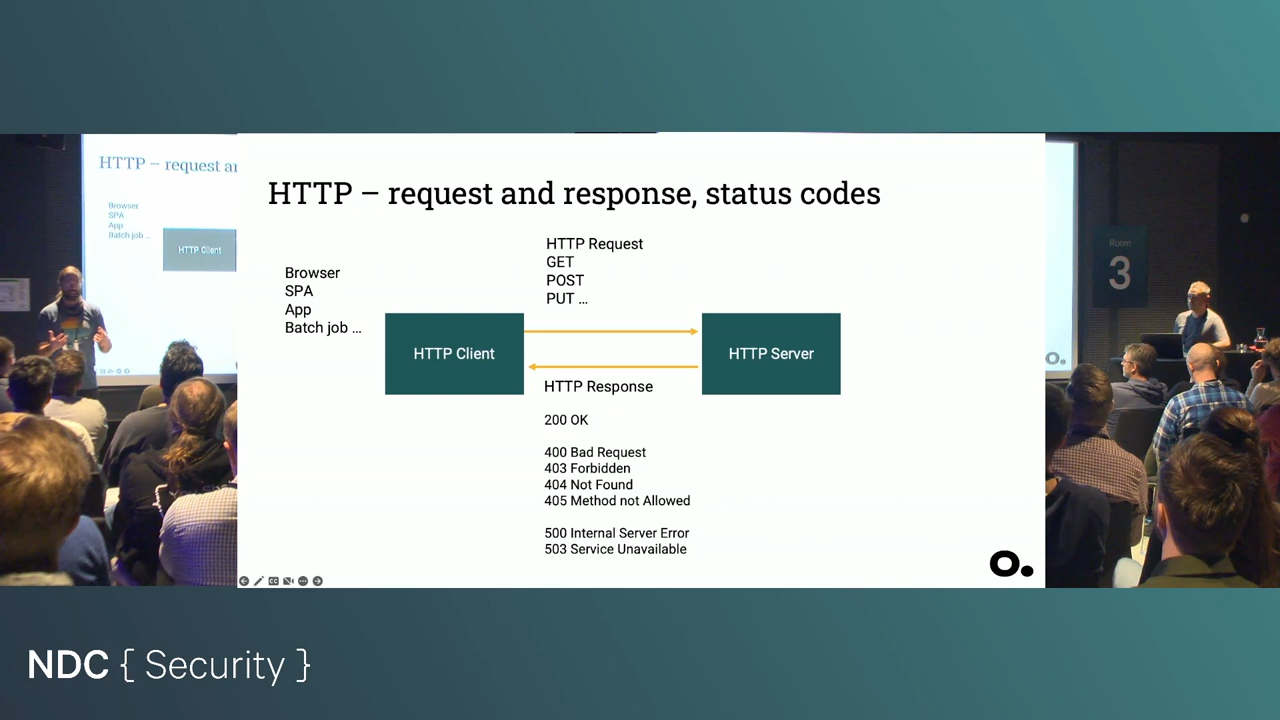 HTTP – request an
Browser
SPA
App
Batch job ...
HTTP Client
HTTP – request and response, status codes
HTTP Request
GET
POST
PUT ...
Browser
SPA
App
Batch job ...
HTTP Client
HTTP Server
HTTP Response
200 OK
400 Bad Request
403 Forbidden
404 Not Found
405 Method not Allowed
500 Internal Server Error
503 Service Unavailable
o.
Room
3
o.
NDC { Security }